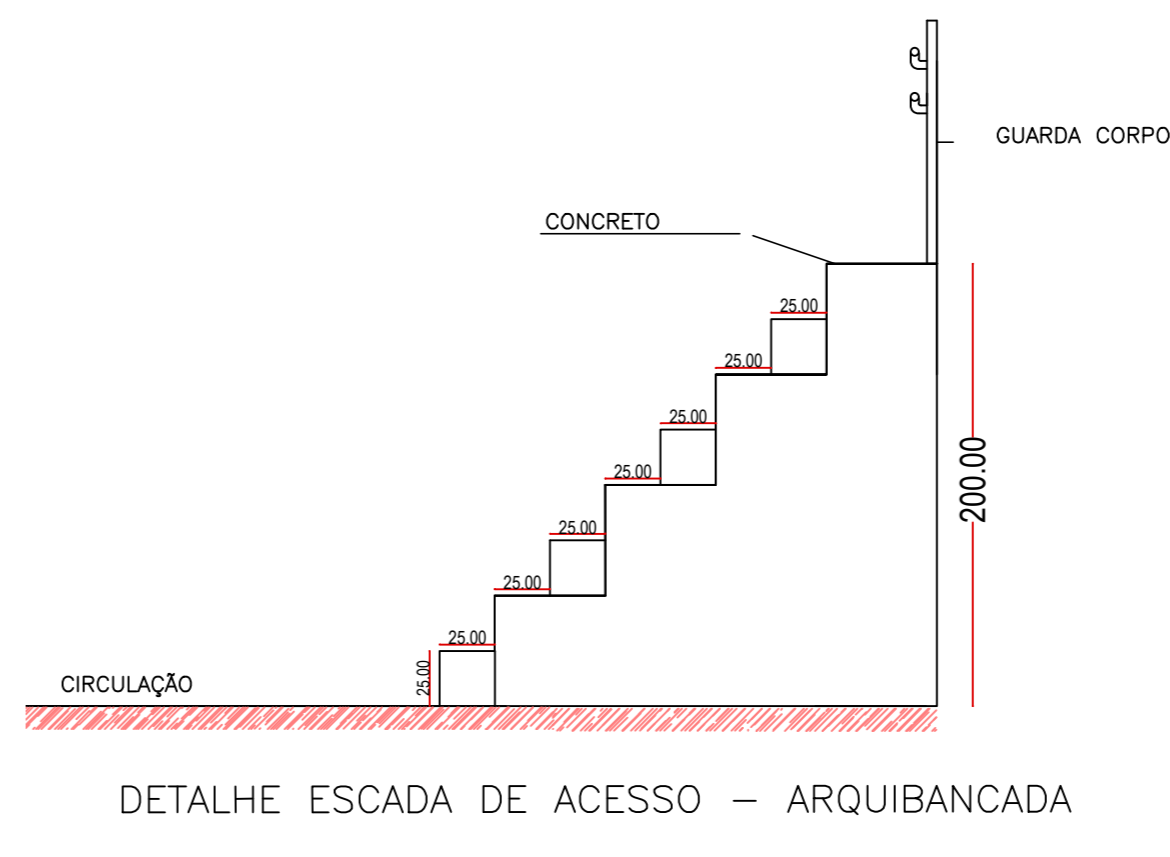 GUARDA CORPO
CONCRETO
25.00
25.00
25.00
25.00
200.00
25.00
25.00
25.00
25.00
CIRCULAÇÃO
DETALHE ESCADA DE ACESSO – ARQUIBANCADA